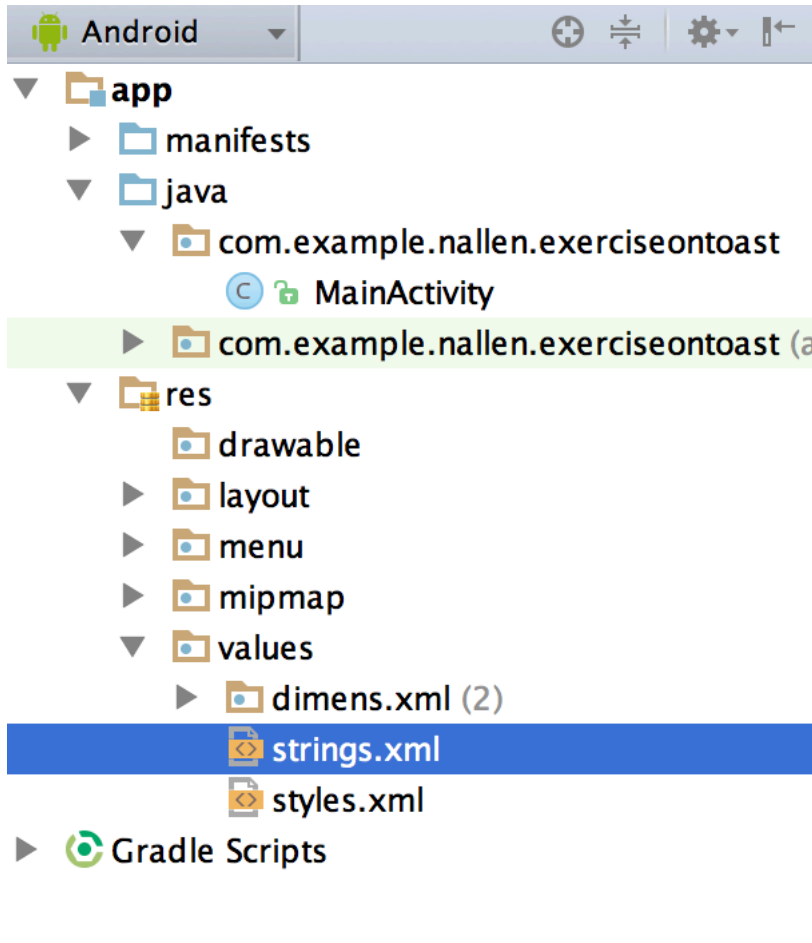 Android
app
manifests
java
com.example.nallen.exerciseontoast
C MainActivity
com.example.nallen.exerciseontoast (a
res
drawable
layout
menu
mipmap
values
dimens.xml (2)
<> strings.xml
<> styles.xml
Gradle Scripts